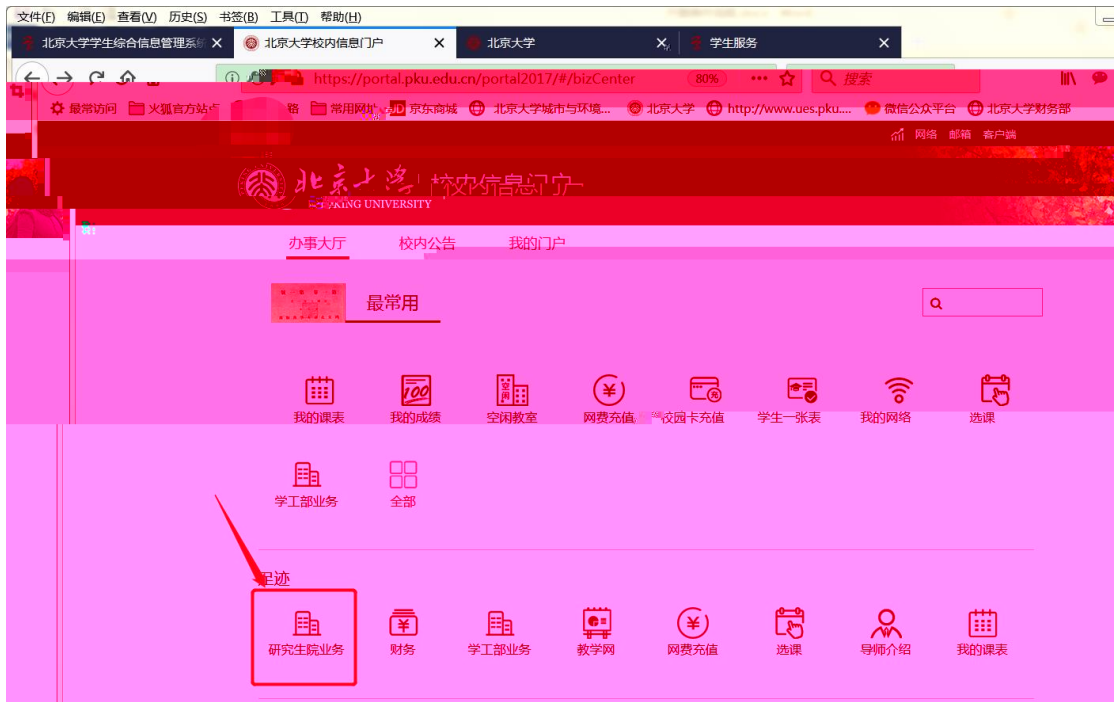 文件(F) 编辑(E) 查看(V) 历史(S) 书签(B) 工具(T) 帮助(H)
北京大学学生综合信息管理系统 北京大学校内信息门户 北京大学 学生服务
https://portal.pku.edu.cn/portal2017/#/bizCenter 80% 搜索
最常访问 火狐官方站点 常用网址 JD 京东商城 北京大学城市与环境... 北京大学 http://www.ues.pku.... 微信公众平台 北京大学财务部
网络 邮箱 客户端
北京大学 校内信息门户
PEKING UNIVERSITY
办事大厅 校内公告 我的门户
最常用
我的课表 我的成绩 空闲教室 网费充值 校园卡充值 学生一张表 我的网络 选课
学工部业务 全部
足迹
研究生院业务 财务 学工部业务 教学网 网费充值 选课 导师介绍 我的课表